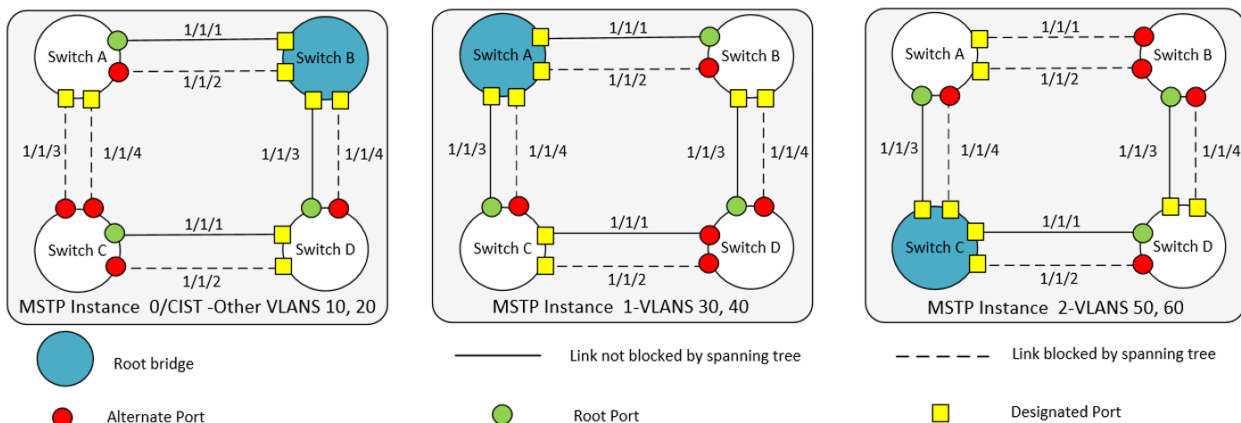 1/1/1
Switch A
Switch B
1/1/2
1/1/3
1/1/4
1/1/3
1/1/4
1/1/1
Switch C
Switch D
1/1/2
MSTP Instance 0/CIST -Other VLANS 10, 20
1/1/1
Switch A
Switch B
1/1/2
1/1/3
1/1/4
1/1/3
1/1/4
1/1/1
Switch C
Switch D
1/1/2
MSTP Instance 1-VLANS 30, 40
1/1/1
Switch A
Switch B
1/1/2
1/1/3
1/1/4
1/1/3
1/1/4
1/1/1
Switch C
Switch D
1/1/2
MSTP Instance 2-VLANS 50, 60
Root bridge
Link not blocked by spanning tree
Link blocked by spanning tree
Alternate Port
Root Port
Designated Port